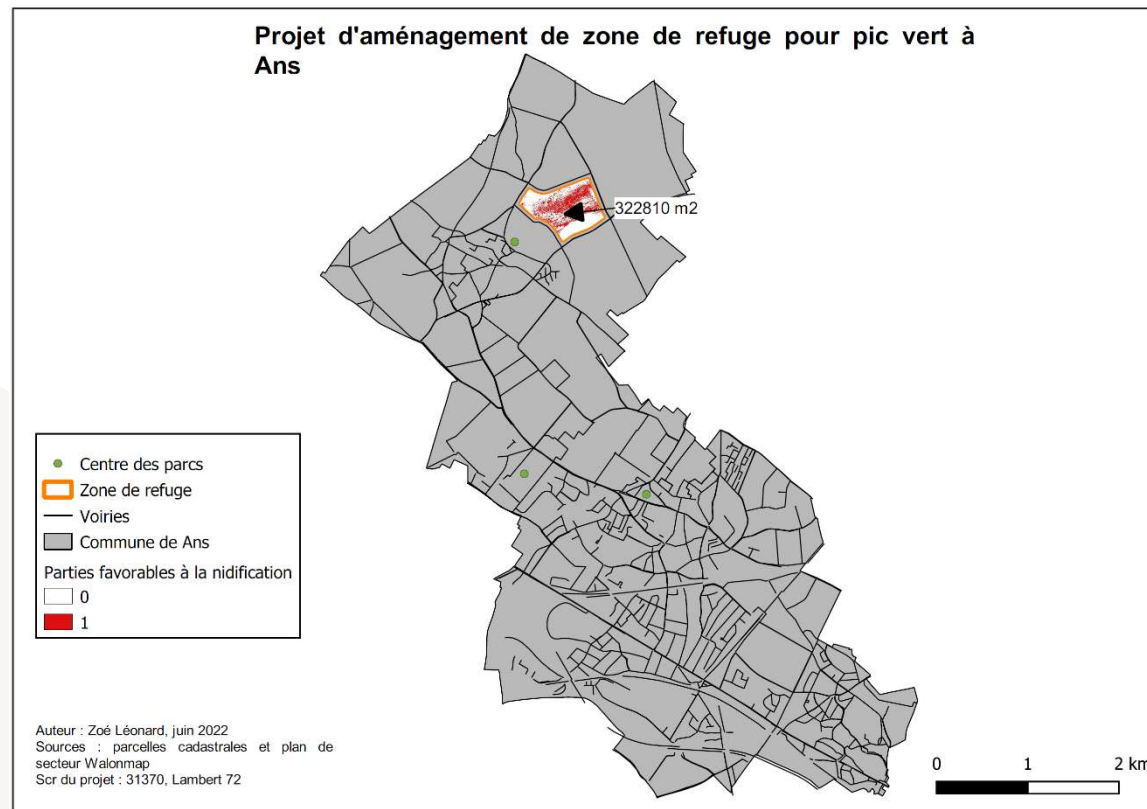 Projet d'aménagement de zone de refuge pour pic vert à
Ans
322810 m2
Centre des parcs
Zone de refuge
Voiries
Commune de Ans
Parties favorables à la nidification
0
1
Auteur : Zoé Léonard, juin 2022
Sources : parcelles cadastrales et plan de
secteur Walonmap
Scr du projet : 31370, Lambert 72
0 1 2 km